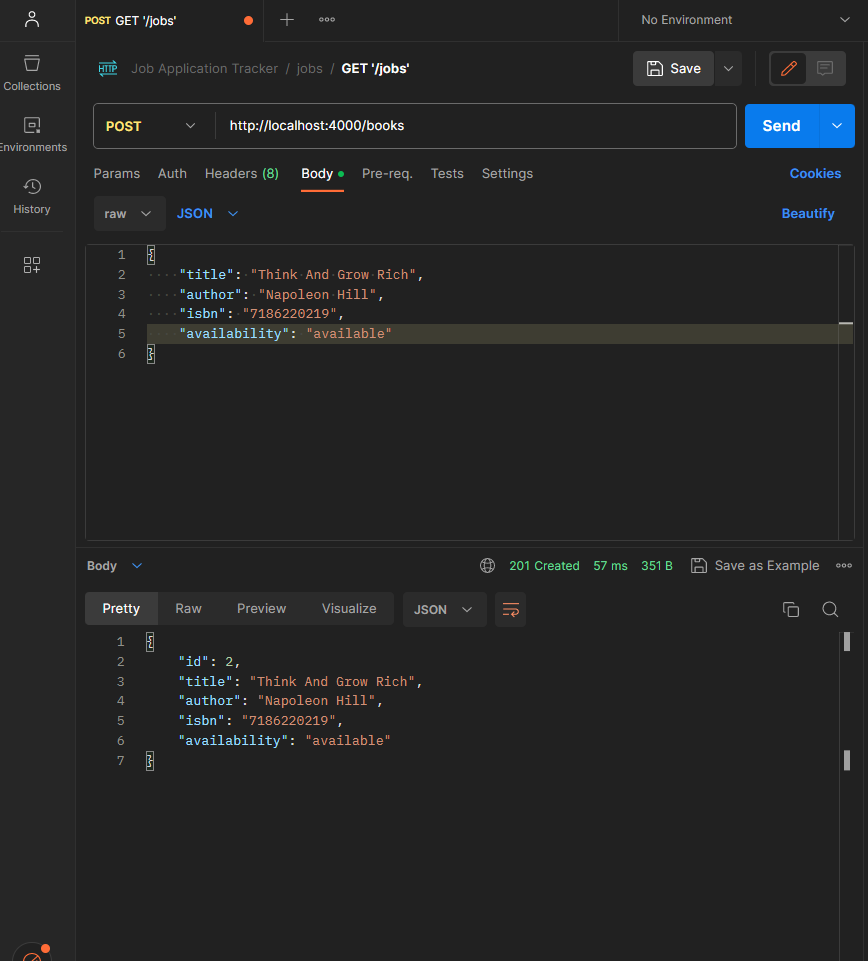 POST GET '/jobs'
No Environment
Job Application Tracker / jobs / GET '/jobs'
Save
Collections
Environments
History
POST
http://localhost:4000/books
Send
Params Auth Headers (8) Body Pre-req. Tests Settings
Cookies
raw JSON
Beautify
1 {
2 "title": "Think And Grow Rich",
3 "author": "Napoleon Hill",
4 "isbn": "7186220219",
5 "availability": "available"
6 }
Body
201 Created 57 ms 351 B Save as Example
Pretty Raw Preview Visualize JSON
1 {
2 "id": 2,
3 "title": "Think And Grow Rich",
4 "author": "Napoleon Hill",
5 "isbn": "7186220219",
6 "availability": "available"
7 }